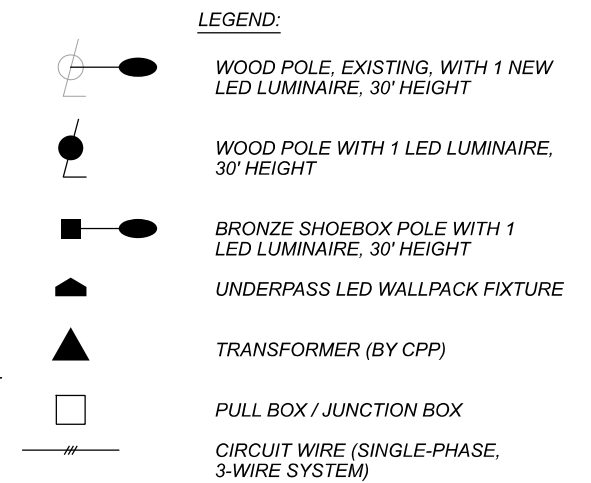 LEGEND:
WOOD POLE, EXISTING, WITH 1 NEW
LED LUMINAIRE, 30' HEIGHT
WOOD POLE WITH 1 LED LUMINAIRE,
30' HEIGHT
BRONZE SHOEBOX POLE WITH 1
LED LUMINAIRE, 30' HEIGHT
UNDERPASS LED WALLPACK FIXTURE
TRANSFORMER (BY CPP)
PULL BOX / JUNCTION BOX
CIRCUIT WIRE (SINGLE-PHASE,
3-WIRE SYSTEM)